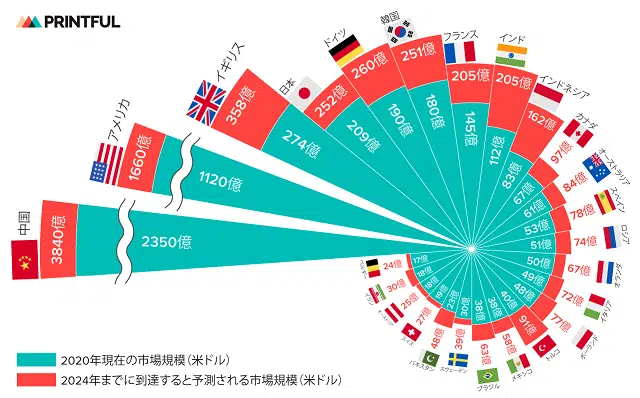 PRINTFUL
中国
3840億
2350億
アメリカ
1660億
1120億
イギリス
358億
274億
日本
252億
209億
ドイツ
260億
190億
韓国
251億
180億
フランス
205億
145億
インド
205億
112億
インドネシア
162億
83億
カナダ
97億
67億
オーストラリア
84億
61億
スペイン
78億
53億
ロシア
74億
51億
オランダ
67億
50億
イタリア
72億
49億
ポーランド
77億
48億
トルコ
91億
40億
メキシコ
58億
38億
ブラジル
63億
38億
スウェーデン
39億
30億
パキスタン
48億
23億
スイス
27億
19億
25億
18億
イラン
30億
18億
ベルギー
24億
17億
2020年現在の市場規模（米ドル）
2024年までに到達すると予測される市場規模（米ドル）